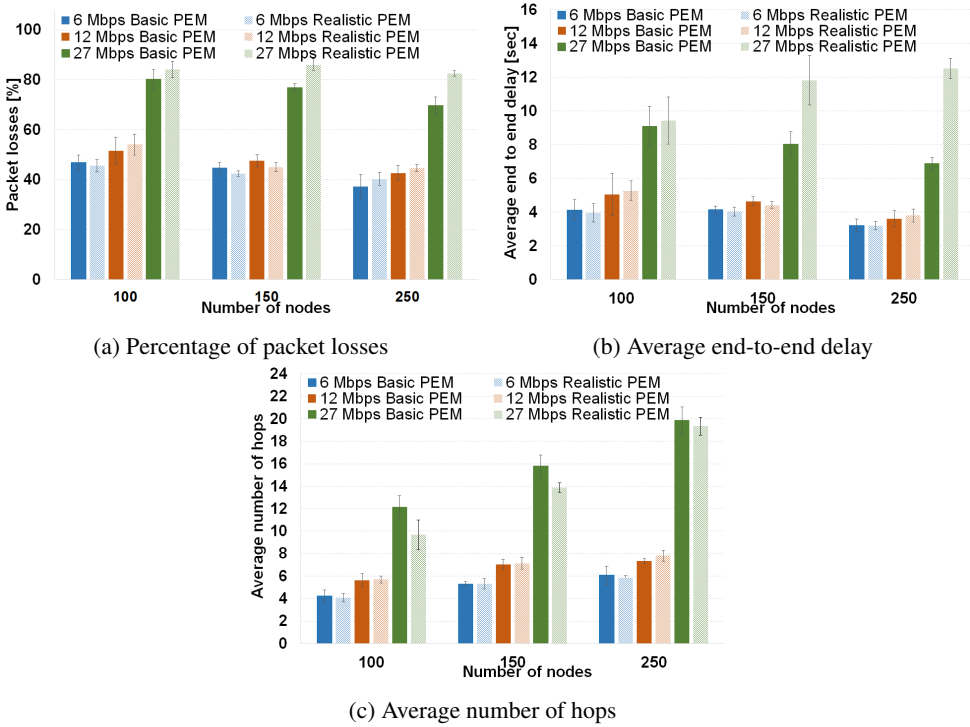 100
80
60
40
20
0
Packet losses [%]
6 Mbps Basic PEM
12 Mbps Basic PEM
27 Mbps Basic PEM
6 Mbps Realistic PEM
12 Mbps Realistic PEM
27 Mbps Realistic PEM
100 150 250
Number of nodes
(a) Percentage of packet losses
16
14
12
10
8
6
4
2
0
Average end to end delay [sec]
6 Mbps Basic PEM
12 Mbps Basic PEM
27 Mbps Basic PEM
6 Mbps Realistic PEM
12 Mbps Realistic PEM
27 Mbps Realistic PEM
100 150 250
Number of nodes
(b) Average end-to-end delay
24
22
20
18
16
14
12
10
8
6
4
2
0
Average number of hops
6 Mbps Basic PEM
12 Mbps Basic PEM
27 Mbps Basic PEM
6 Mbps Realistic PEM
12 Mbps Realistic PEM
27 Mbps Realistic PEM
100 150 250
Number of nodes
(c) Average number of hops